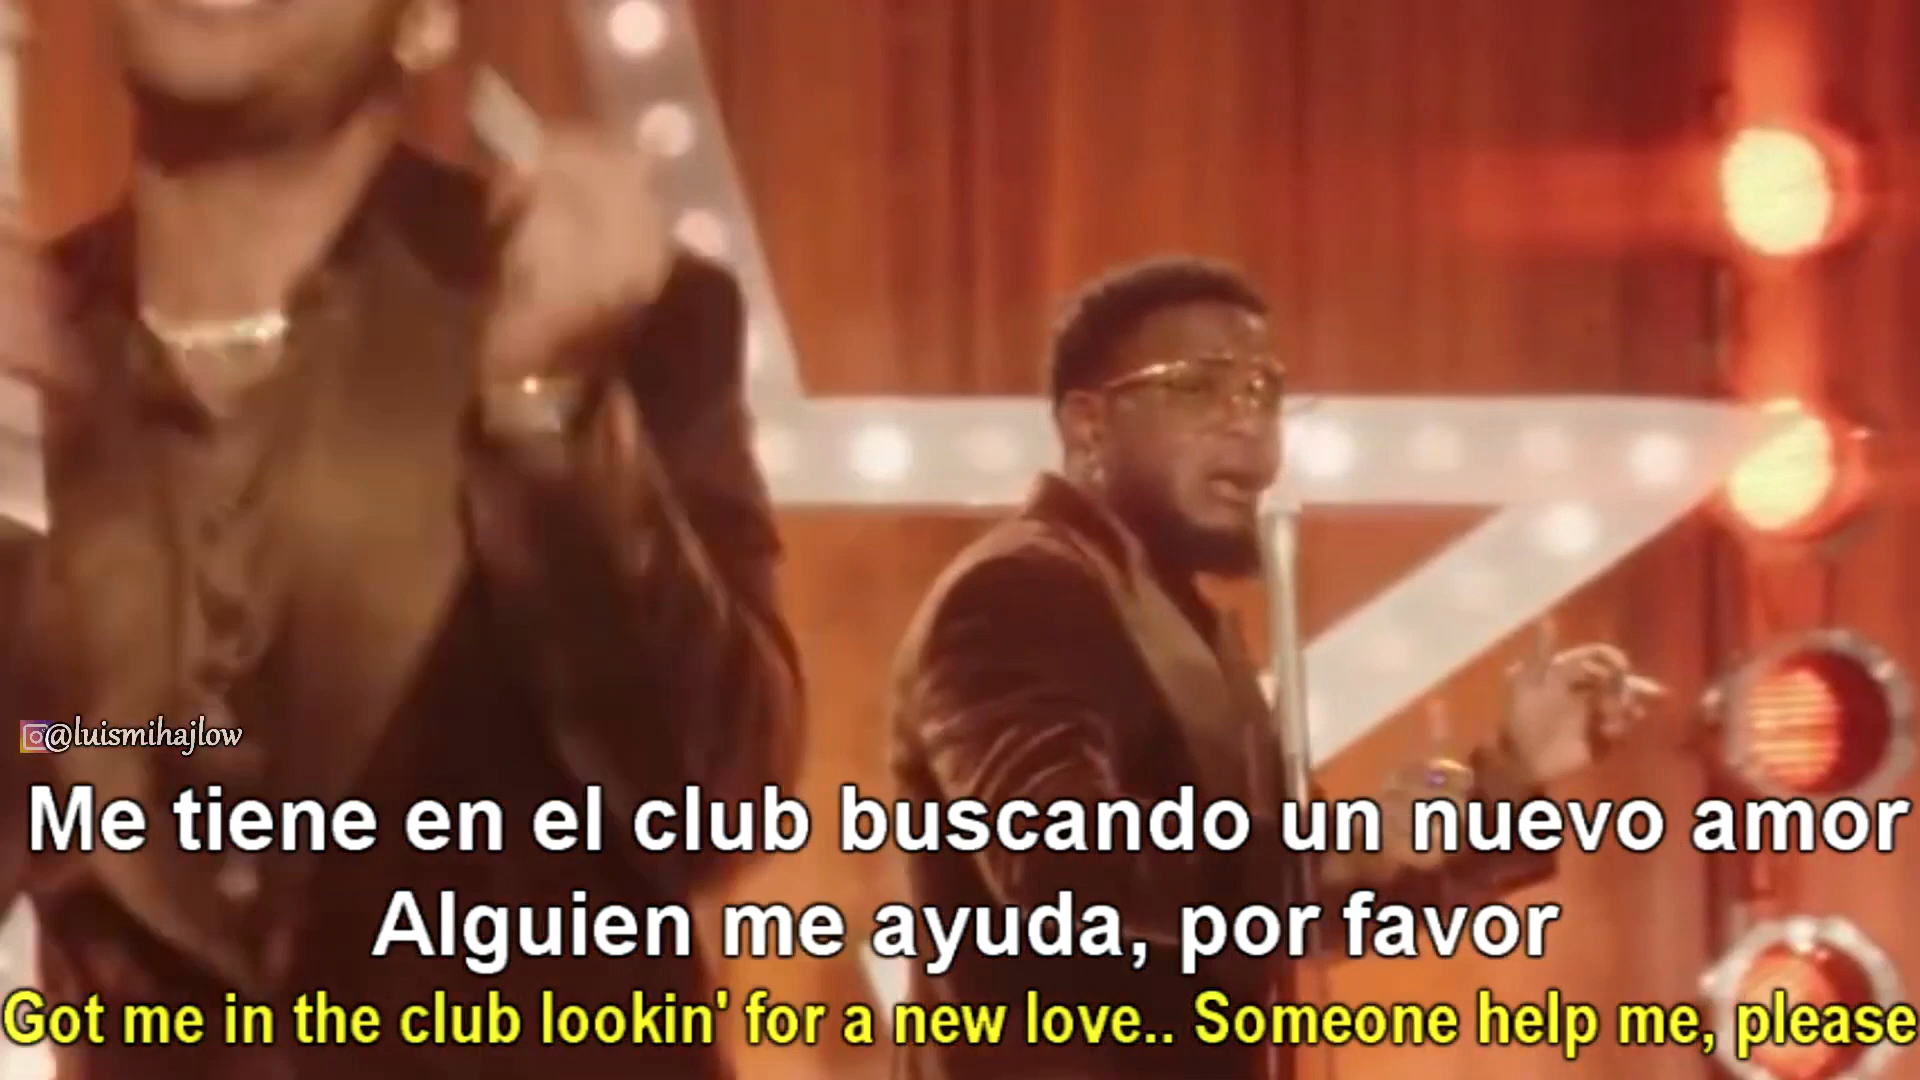 @luismihajlow
Me tiene en el club buscando un nuevo amor
Alguien me ayuda, por favor
Got me in the club lookin' for a new love.. Someone help me, please